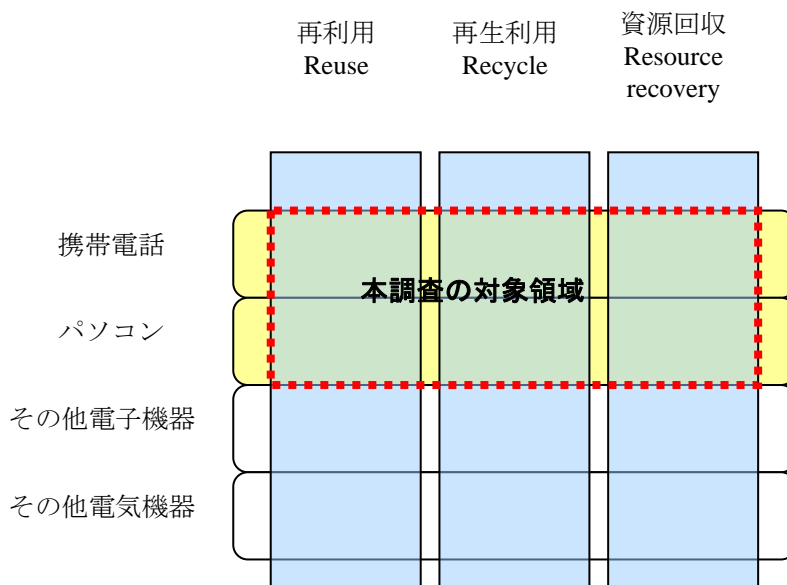 再利用
Reuse
再生利用
Recycle
資源回収
Resource
recovery
携帯電話
本調査の対象領域
パソコン
その他電子機器
その他電気機器